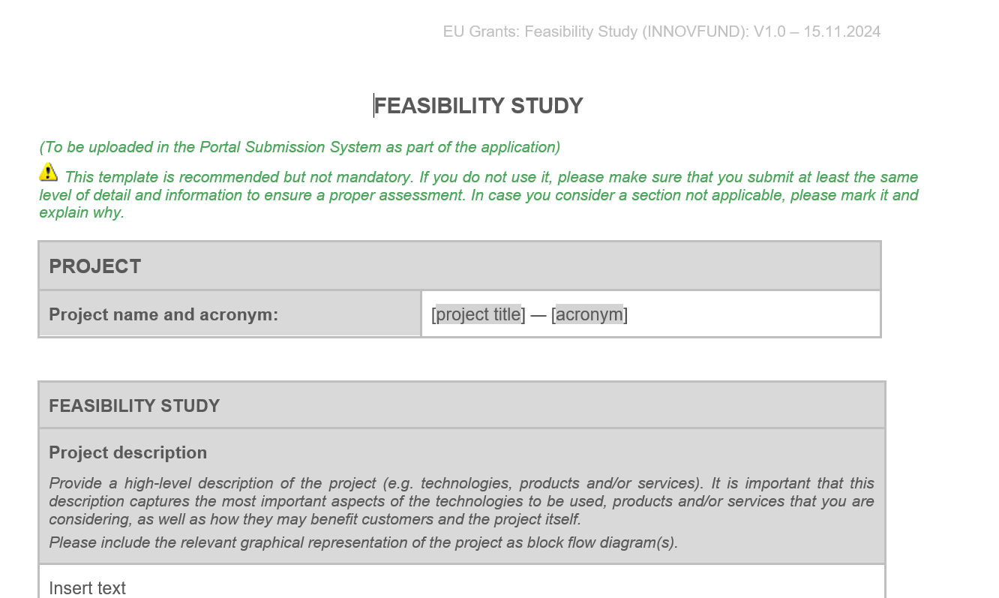 EU Grants: Feasibility Study (INNOVFUND): V1.0 – 15.11.2024
FEASIBILITY STUDY
(To be uploaded in the Portal Submission System as part of the application)
This template is recommended but not mandatory. If you do not use it, please make sure that you submit at least the same
level of detail and information to ensure a proper assessment. In case you consider a section not applicable, please mark it and
explain why.
PROJECT
Project name and acronym:
[project title] — [acronym]
FEASIBILITY STUDY
Project description
Provide a high-level description of the project (e.g. technologies, products and/or services). It is important that this
description captures the most important aspects of the technologies to be used, products and/or services that you are
considering, as well as how they may benefit customers and the project itself.
Please include the relevant graphical representation of the project as block flow diagram(s).
Insert text